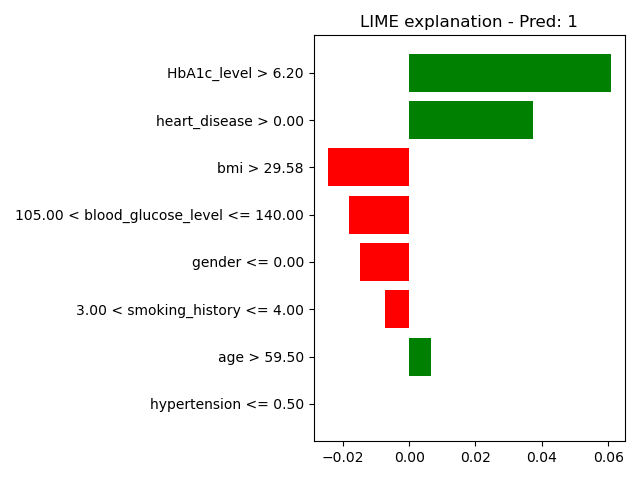 LIME explanation - Pred: 1
HbA1c_level > 6.20
heart_disease > 0.00
bmi > 29.58
105.00 < blood_glucose_level <= 140.00
gender <= 0.00
3.00 < smoking_history <= 4.00
age > 59.50
hypertension <= 0.50
−0.02 0.00 0.02 0.04 0.06